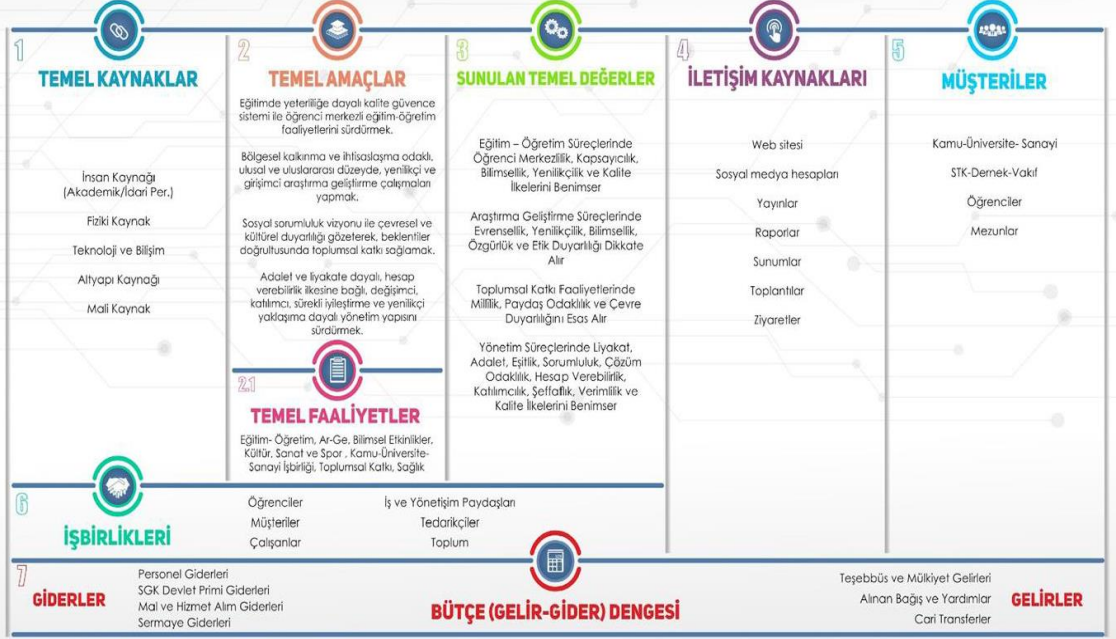 1
TEMEL KAYNAKLAR
İnsan Kaynağı
(Akademik/İdari Per.)
Fiziki Kaynak
Teknoloji ve Bilişim
Altyapı Kaynağı
Mali Kaynak
2
TEMEL AMAÇLAR
Eğitimde yeterliğe dayalı kalite güvence
sistemi ile öğrenci merkezli eğitim-öğretim
faaliyetlerini sürdürmek.
Bölgesel kalkınma ve ihtisaslaşma odaklı,
ulusal ve uluslararası düzeyde, yenilikçi ve
girişimci araştırma geliştirme çalışmaları
yapmak.
Sosyal sorumluluk vizyonu ile çevresel ve
kültürel duyarlılığı gözeterek, beklentiler
doğrultusunda toplumsal katkı sağlamak.
Adalet ve liyakate dayalı, hesap
verebilirlik ilkesine bağlı, değişimci,
katılımcı, sürekli iyileştirme ve yenilikçi
yaklaşıma dayalı yönetim yapısını
sürdürmek.
2.1
TEMEL FAALİYETLER
Eğitim- Öğretim, Ar-Ge, Bilimsel Etkinlikler,
Kültür, Sanat ve Spor , Kamu-Üniversite-
Sanayi İşbirliği, Toplumsal Katkı, Sağlık
3
SUNULAN TEMEL DEĞERLER
Eğitim – Öğretim Süreçlerinde
Öğrenci Merkezlilik, Kapsayıcılık,
Bilimsellik, Yenilikçilik ve Kalite
İlkelerini Benimser
Araştırma Geliştirme Süreçlerinde
Evrensellik, Yenilikçilik, Bilimsellik,
Özgürlük ve Etik Duyarlılığı Dikkate
Alır
Toplumsal Katkı Faaliyetlerinde
Millilik, Paydaş Odaklılık ve Çevre
Duyarlılığını Esas Alır
Yönetim Süreçlerinde Liyakat,
Adalet, Eşitlik, Sorumluluk, Çözüm
Odaklılık, Hesap Verebilirlik,
Katılımcılık, Şeffaflık, Verimlilik ve
Kalite İlkelerini Benimser
4
İLETİŞİM KAYNAKLARI
Web sitesi
Sosyal medya hesapları
Yayınlar
Raporlar
Sunumlar
Toplantılar
Ziyaretler
5
MÜŞTERİLER
Kamu-Üniversite- Sanayi
STK-Dernek-Vakıf
Öğrenciler
Mezunlar
6
İŞBİRLİKLERİ
Öğrenciler
Müşteriler
Çalışanlar
İş ve Yönetişim Paydaşları
Tedarikçiler
Toplum
7
GİDERLER
Personel Giderleri
SGK Devlet Primi Giderleri
Mal ve Hizmet Alım Giderleri
Sermaye Giderleri
BÜTÇE (GELİR-GİDER) DENGESİ
Teşebbüs ve Mülkiyet Gelirleri
Alınan Bağış ve Yardımlar
Cari Transferler
GELİRLER